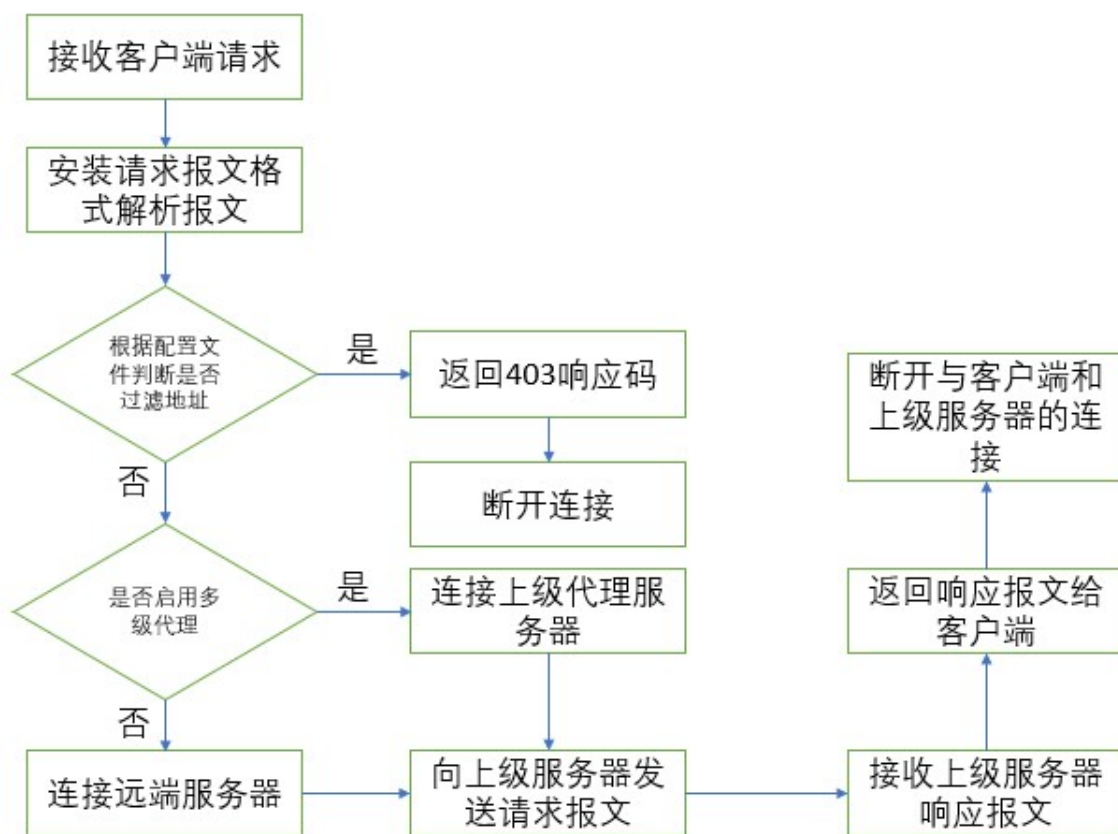 接收客户端请求
安装请求报文格
式解析报文
根据配置文
件判断是否
过滤地址
是
返回403响应码
断开连接
否
是否启用多
级代理
是
连接上级代理服
务器
否
连接远端服务器
向上级服务器发
送请求报文
接收上级服务器
响应报文
返回响应报文给
客户端
断开与客户端和
上级服务器的连
接